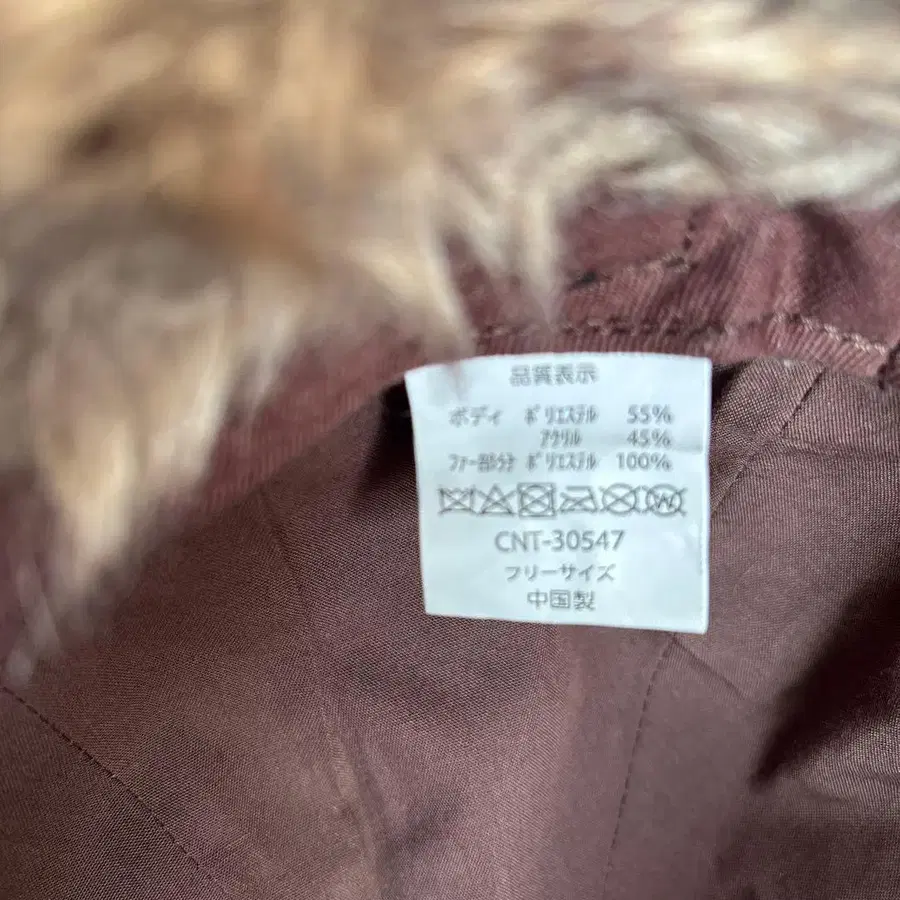 品質表示
ボディ ﾎﾟﾘｴｽﾃﾙ 55%
ｱｸﾘﾙ 45%
ﾌｧｰ部分 ﾎﾟﾘｴｽﾃﾙ 100%
W
CNT-30547
フリーサイズ
中国製